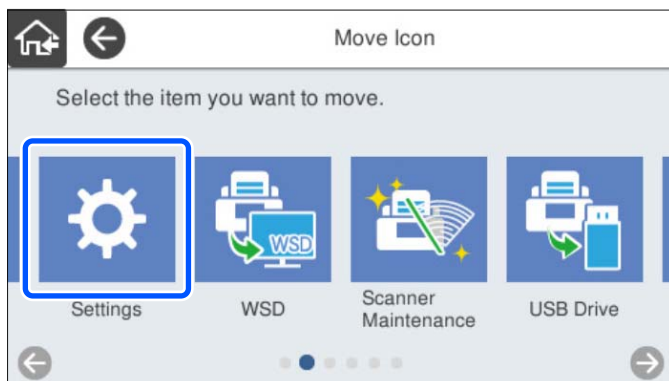 Move Icon
Select the item you want to move.
WSD
Settings
WSD
Scanner
Maintenance
USB Drive